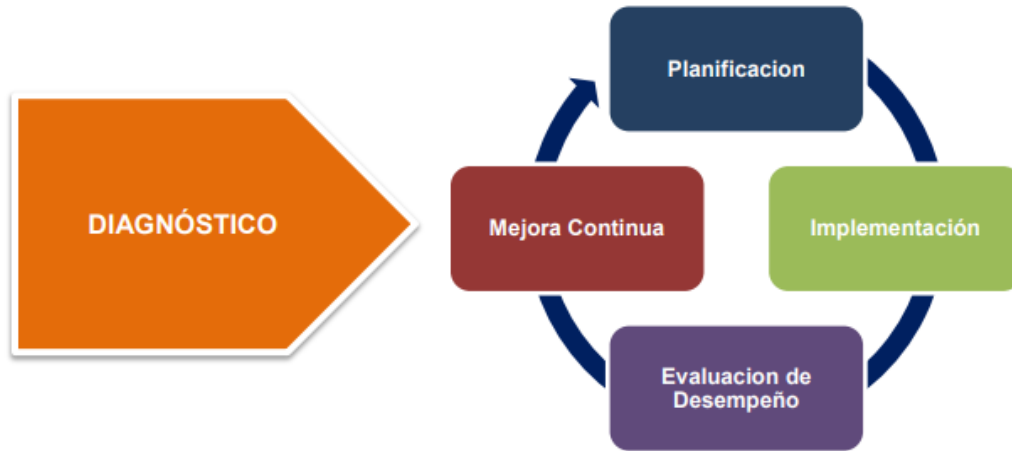 Planificacion
DIAGNÓSTICO
Mejora Continua
Implementación
Evaluacion de
Desempeño